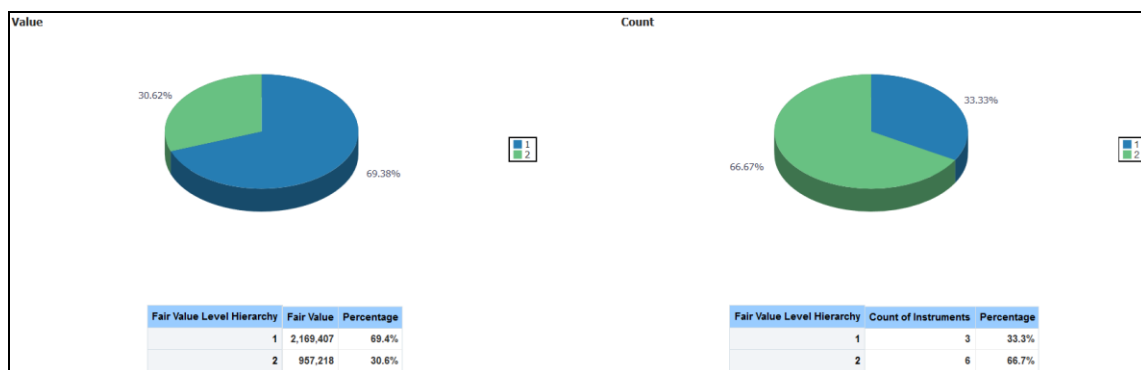 Value
30.62%
69.38%
1
2
Fair Value Level Hierarchy Fair Value Percentage
1 2,169,407 69.4%
2 957,218 30.6%
Count
33.33%
66.67%
1
2
Fair Value Level Hierarchy Count of Instruments Percentage
1 3 33.3%
2 6 66.7%